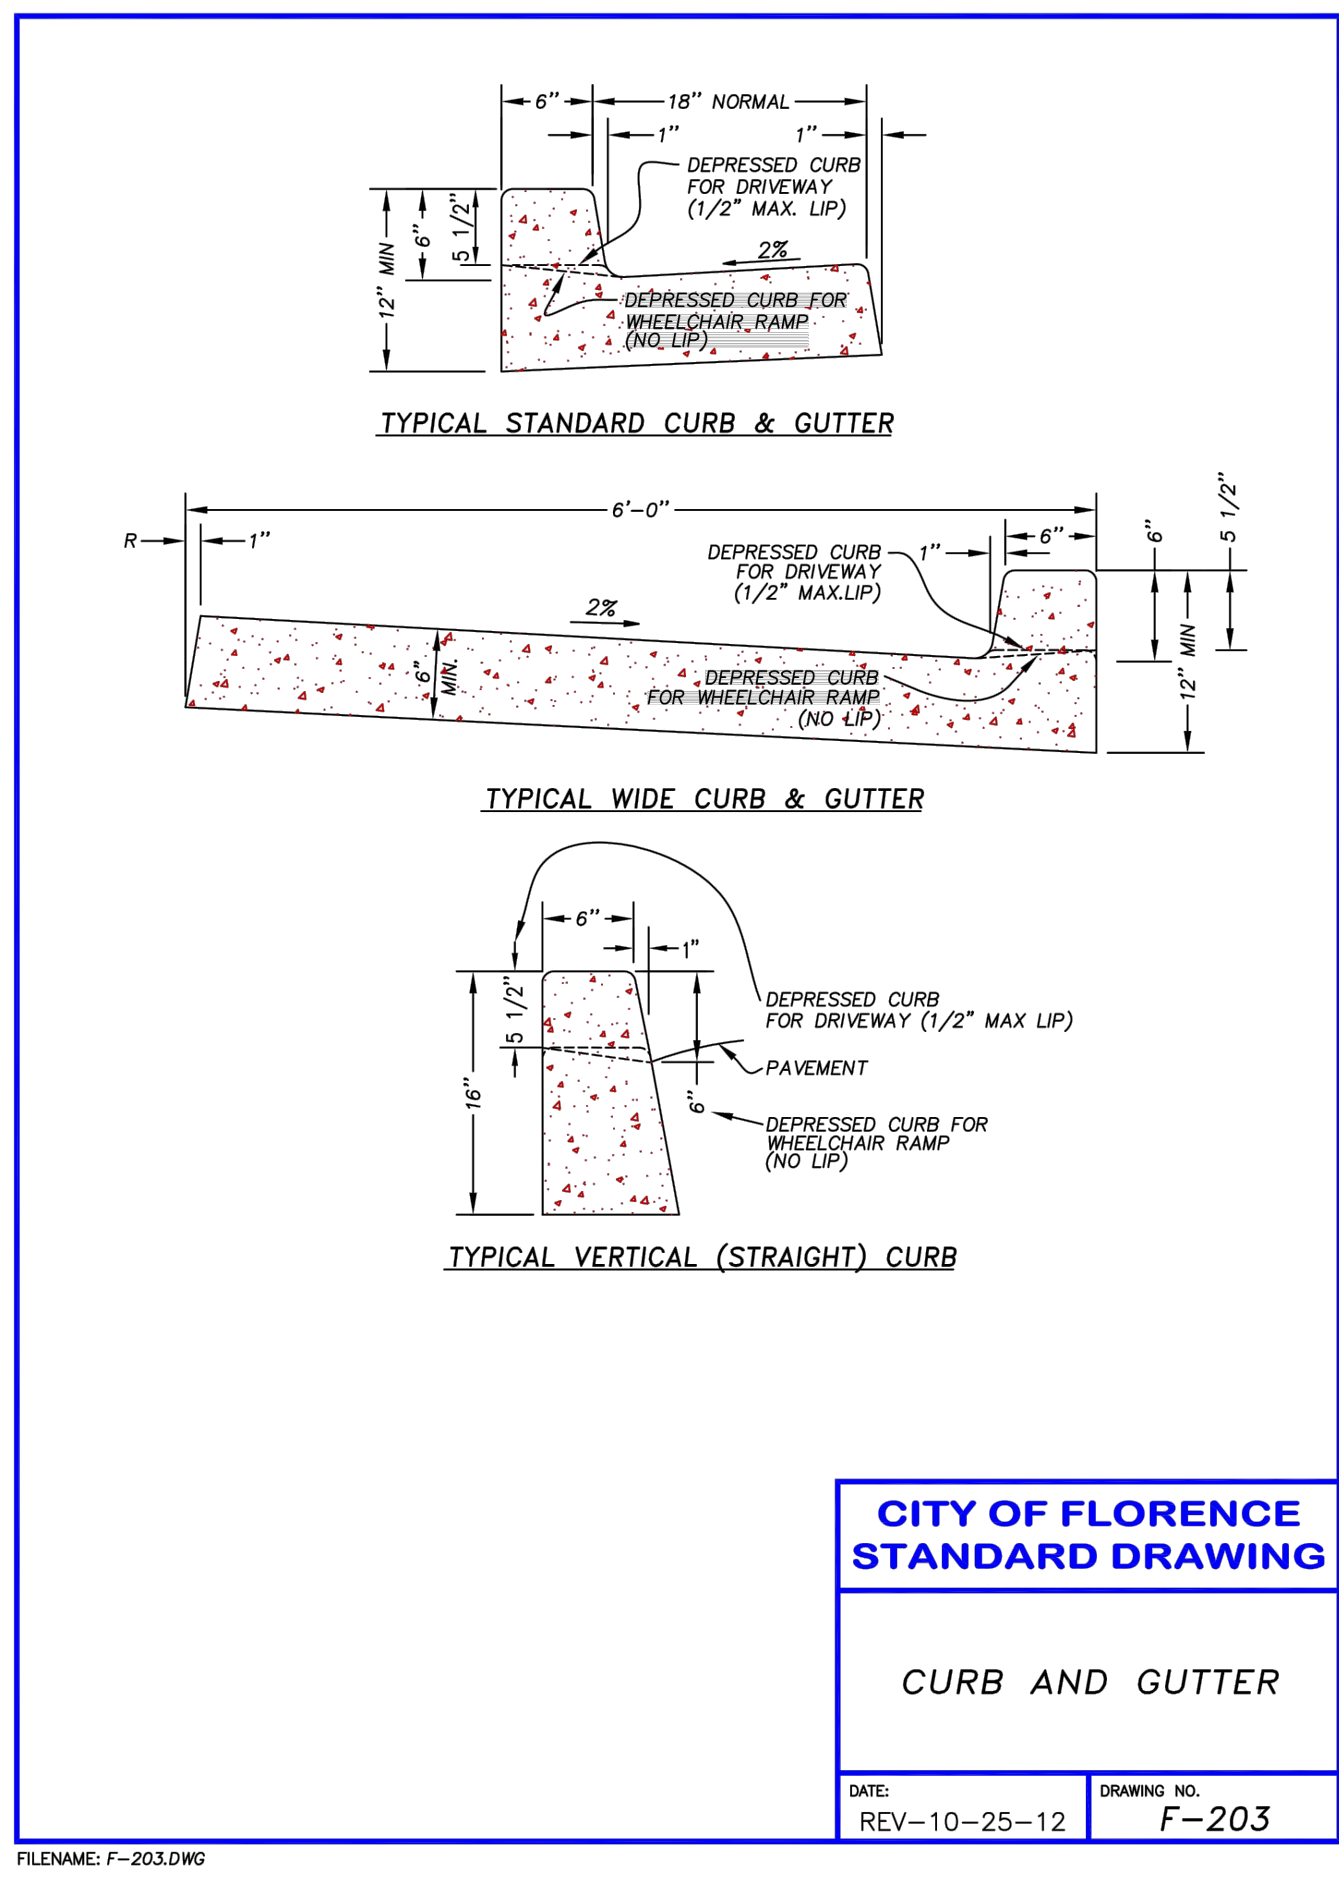 6"
18" NORMAL
1"
1"
DEPRESSED CURB
FOR DRIVEWAY
(1/2" MAX. LIP)
12" MIN
6"
5 1/2"
2%
DEPRESSED CURB FOR
WHEELCHAIR RAMP
(NO LIP)
TYPICAL STANDARD CURB & GUTTER
6'-0"
R
1"
DEPRESSED CURB
FOR DRIVEWAY
(1/2" MAX.LIP)
1"
6"
6"
5 1/2"
2%
6"
MIN.
12" MIN
DEPRESSED CURB
FOR WHEELCHAIR RAMP
(NO LIP)
TYPICAL WIDE CURB & GUTTER
6"
1"
5 1/2"
16"
DEPRESSED CURB
FOR DRIVEWAY (1/2" MAX LIP)
PAVEMENT
6"
DEPRESSED CURB FOR
WHEELCHAIR RAMP
(NO LIP)
TYPICAL VERTICAL (STRAIGHT) CURB
CITY OF FLORENCE
STANDARD DRAWING
CURB AND GUTTER
DATE:
REV-10-25-12
DRAWING NO.
F-203
FILENAME: F-203.DWG